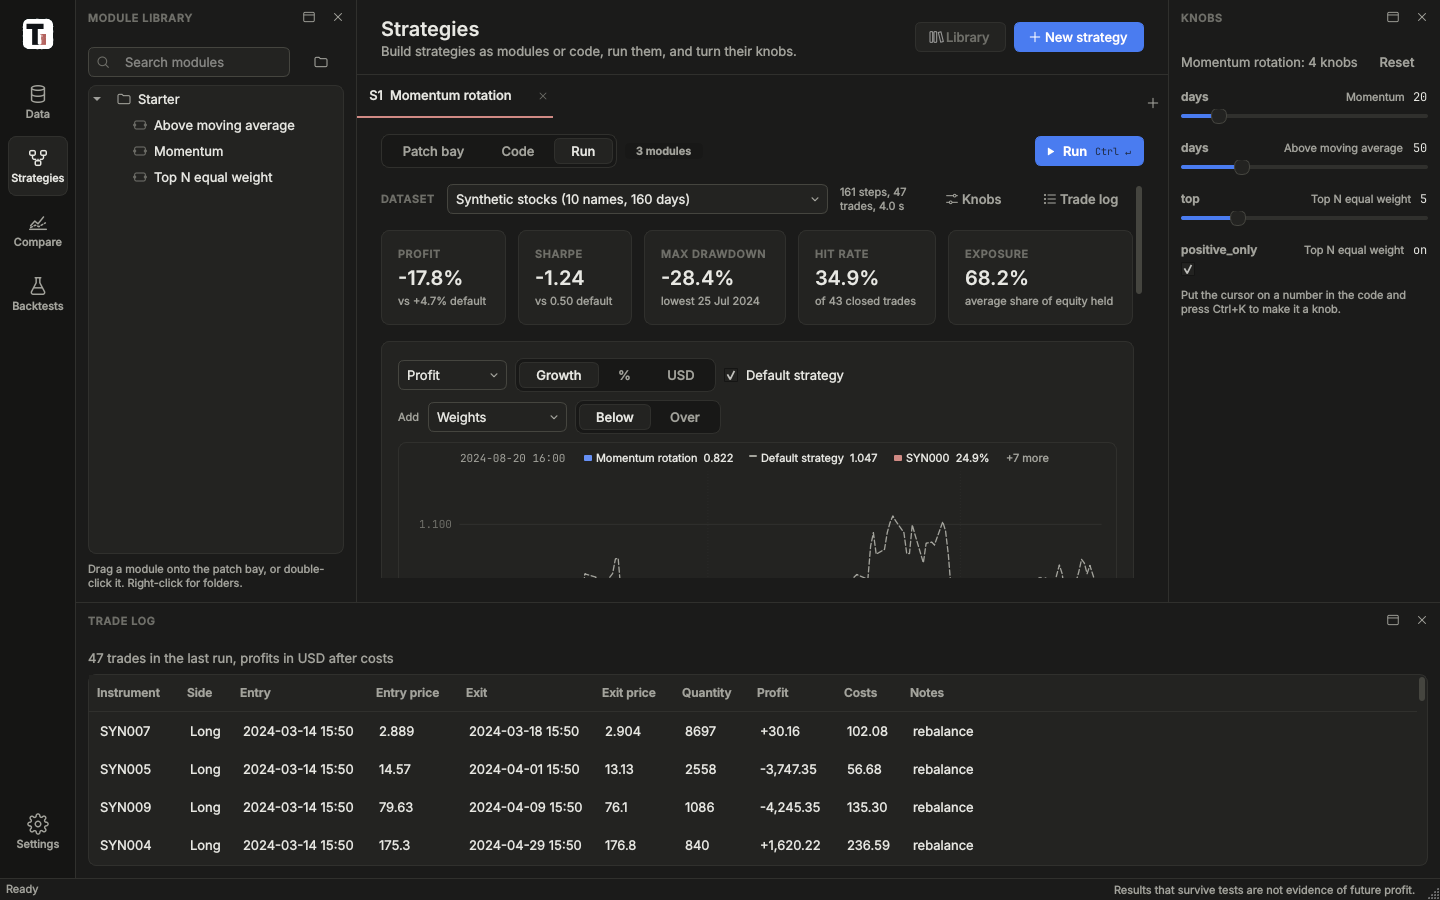 Ti
Data
Strategies
Compare
Backtests
Settings
MODULE LIBRARY
Search modules
Starter
Above moving average
Momentum
Top N equal weight
Drag a module onto the patch bay, or double-
click it. Right-click for folders.
Strategies
Build strategies as modules or code, run them, and turn their knobs.
Library
+ New strategy
S1 Momentum rotation
Patch bay Code Run 3 modules
Run Ctrl ↵
DATASET Synthetic stocks (10 names, 160 days)
161 steps, 47
trades, 4.0 s
Knobs Trade log
PROFIT
-17.8%
vs +4.7% default
SHARPE
-1.24
vs 0.50 default
MAX DRAWDOWN
-28.4%
lowest 25 Jul 2024
HIT RATE
34.9%
of 43 closed trades
EXPOSURE
68.2%
average share of equity held
Profit Growth % USD Default strategy
Add Weights Below Over
2024-08-20 16:00 Momentum rotation 0.822 Default strategy 1.047 SYN000 24.9% +7 more
1.100
KNOBS
Momentum rotation: 4 knobs Reset
days Momentum 20
days Above moving average 50
top Top N equal weight 5
positive_only Top N equal weight on
Put the cursor on a number in the code and
press Ctrl+K to make it a knob.
TRADE LOG
47 trades in the last run, profits in USD after costs
Instrument Side Entry Entry price Exit Exit price Quantity Profit Costs Notes
SYN007 Long 2024-03-14 15:50 2.889 2024-03-18 15:50 2.904 8697 +30.16 102.08 rebalance
SYN005 Long 2024-03-14 15:50 14.57 2024-04-01 15:50 13.13 2558 -3,747.35 56.68 rebalance
SYN009 Long 2024-03-14 15:50 79.63 2024-04-09 15:50 76.1 1086 -4,245.35 135.30 rebalance
SYN004 Long 2024-03-14 15:50 175.3 2024-04-29 15:50 176.8 840 +1,620.22 236.59 rebalance
Ready
Results that survive tests are not evidence of future profit.